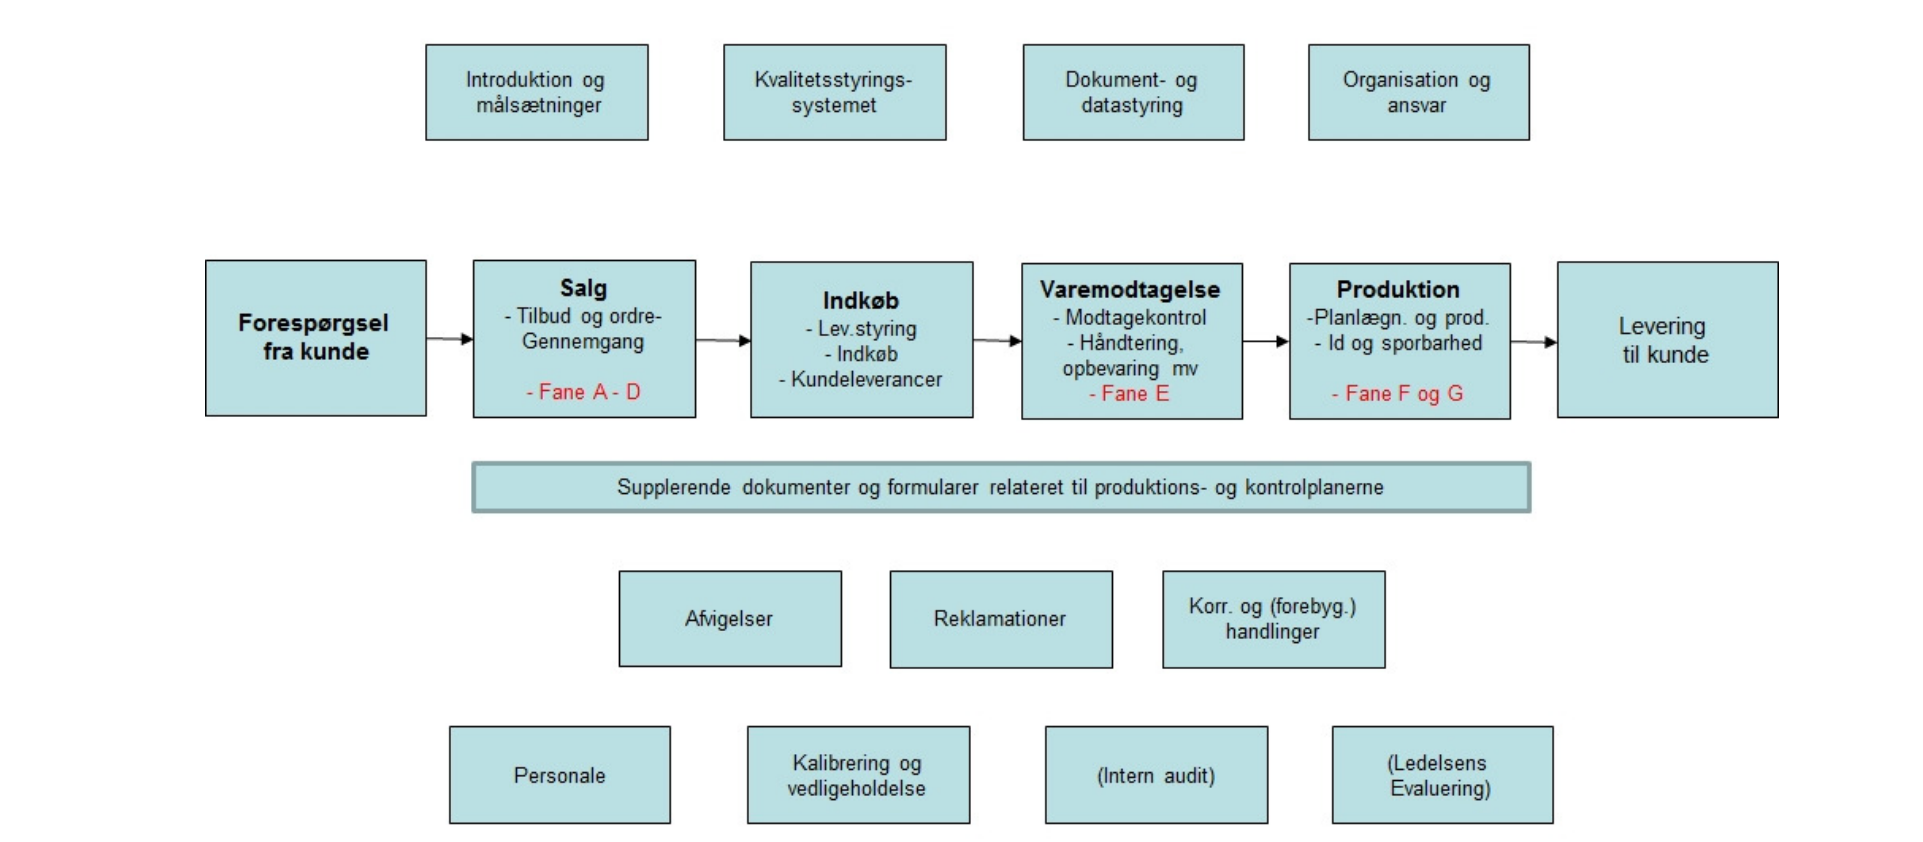 Introduktion og
målsætninger
Kvalitetsstyrings-
systemet
Dokument- og
datastyring
Organisation og
ansvar
Forespørgsel
fra kunde
Salg
- Tilbud og ordre-
Gennemgang
- Fane A - D
Indkøb
- Lev.styring
- Indkøb
- Kundeleverancer
Varemodtagelse
- Modtagekontrol
- Håndtering,
opbevaring mv
- Fane E
Produktion
-Planlægn. og prod.
- Id og sporbarhed
- Fane F og G
Levering
til kunde
Supplerende dokumenter og formularer relateret til produktions- og kontrolplanerne
Afvigelser
Reklamationer
Korr. og (forebyg.)
handlinger
Personale
Kalibrering og
vedligeholdelse
(Intern audit)
(Ledelsens
Evaluering)